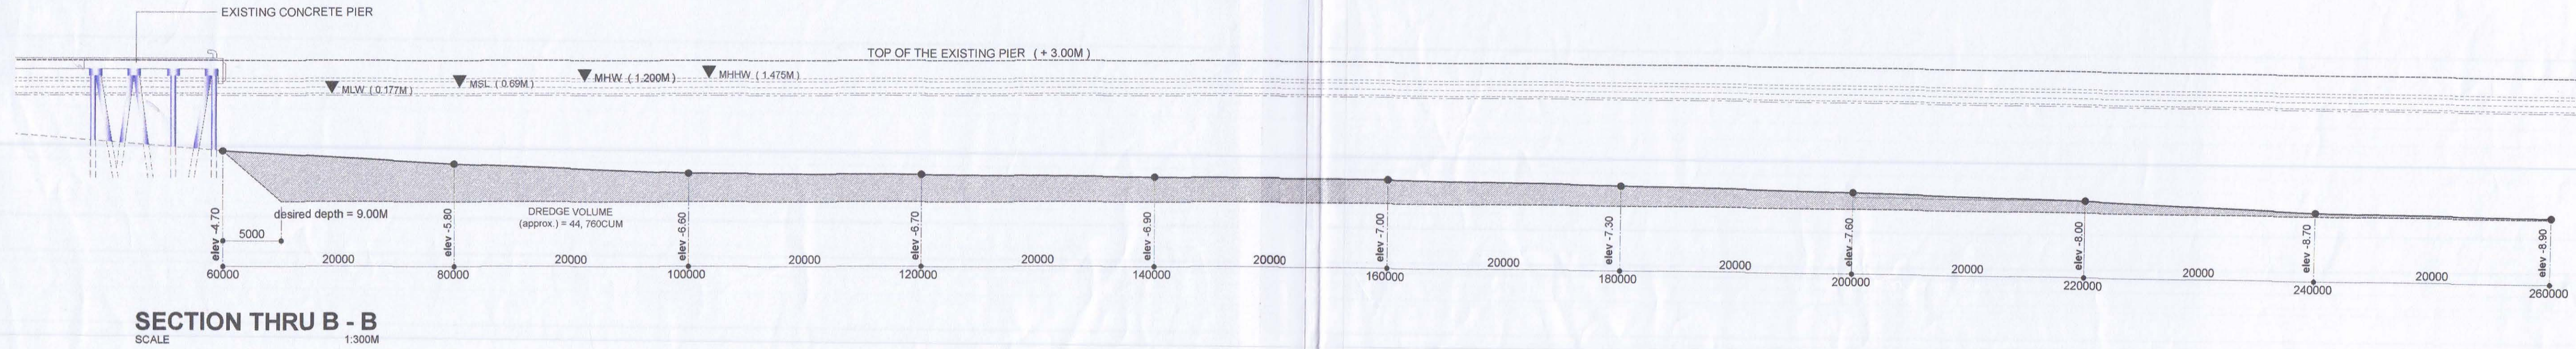 EXISTING CONCRETE PIER
TOP OF THE EXISTING PIER ( + 3.00M )
MLW ( 0.177M )
MSL ( 0.69M )
MHW ( 1.200M )
MHHW ( 1.475M )
desired depth = 9.00M
DREDGE VOLUME
(approx.) = 44, 760CUM
elev -4.70
elev -5.80
elev -6.60
elev -6.70
elev -6.90
elev -7.00
elev -7.30
elev -7.60
elev -8.00
elev -8.70
elev -8.90
5000
20000
20000
20000
20000
20000
20000
20000
20000
20000
20000
60000
80000
100000
120000
140000
160000
180000
200000
220000
240000
260000
SECTION THRU B - B
SCALE 1:300M